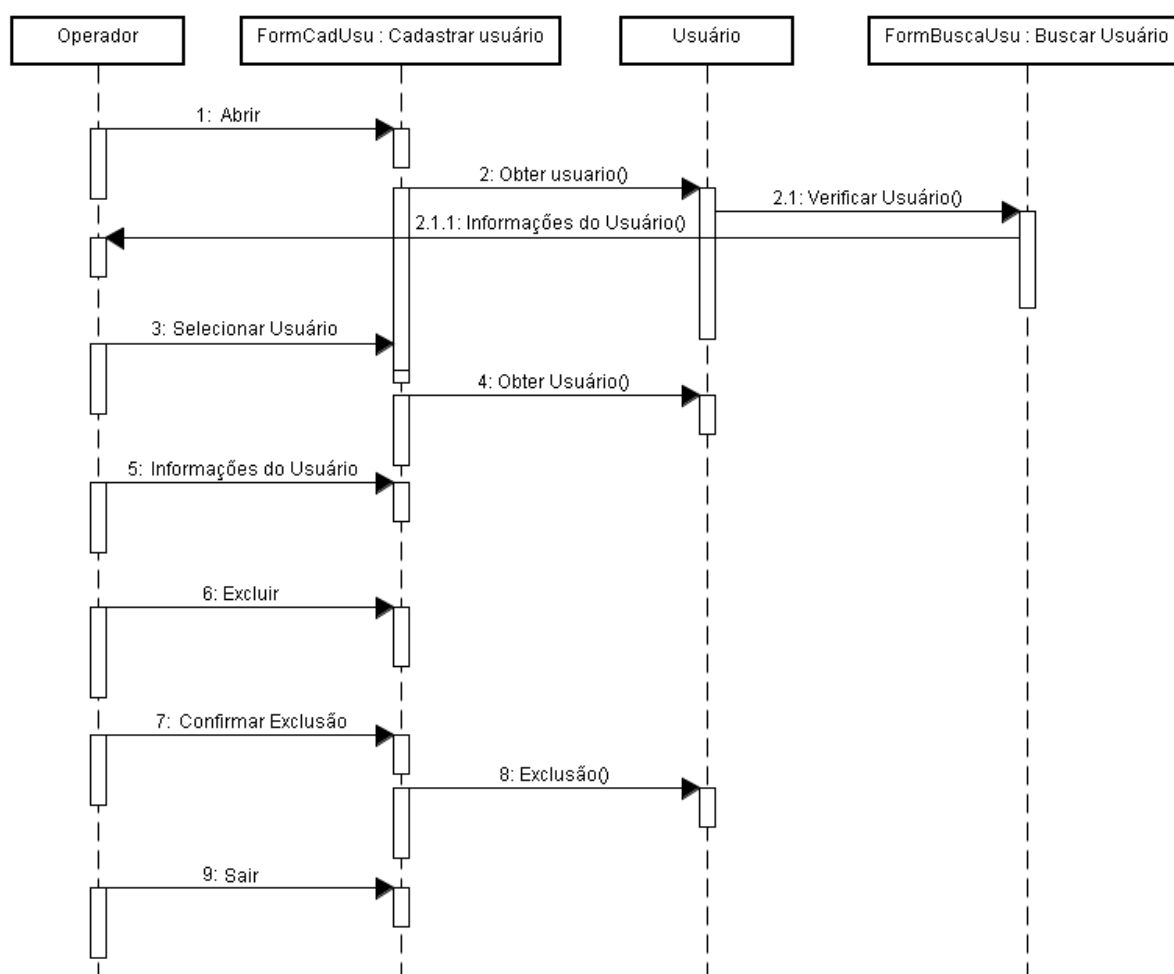 Operador
FormCadUsu : Cadastrar usuário
Usuário
FormBuscaUsu : Buscar Usuário
1: Abrir
2: Obter usuario()
2.1: Verificar Usuário()
2.1.1: Informações do Usuário()
3: Selecionar Usuário
4: Obter Usuário()
5: Informações do Usuário
6: Excluir
7: Confirmar Exclusão
8: Exclusão()
9: Sair